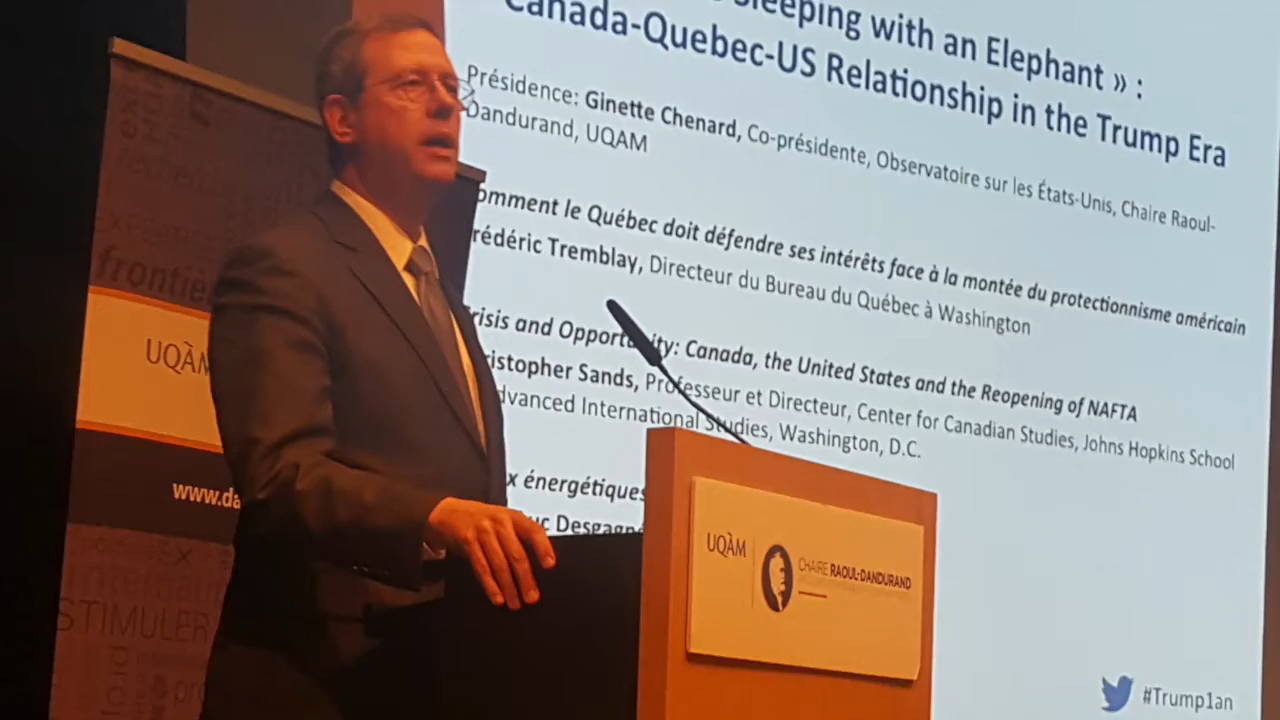 Sleeping with an Elephant » :
Canada-Quebec-US Relationship in the Trump Era
Présidence: Ginette Chenard, Co-présidente, Observatoire sur les États-Unis, Chaire Raoul-
Dandurand, UQAM
omment le Québec doit défendre ses intérêts face à la montée du protectionnisme américain
rédéric Tremblay, Directeur du Bureau du Québec à Washington
risis and Opportunity: Canada, the United States and the Reopening of NAFTA
ristopher Sands, Professeur et Directeur, Center for Canadian Studies, Johns Hopkins School
dvanced International Studies, Washington, D.C.
x énergétiques
uc Desgagné
#Trump1an
UQÀM
CHAIRE RAOUL-DANDURAND
frontiè
UQÀM
www.da
STIMULER